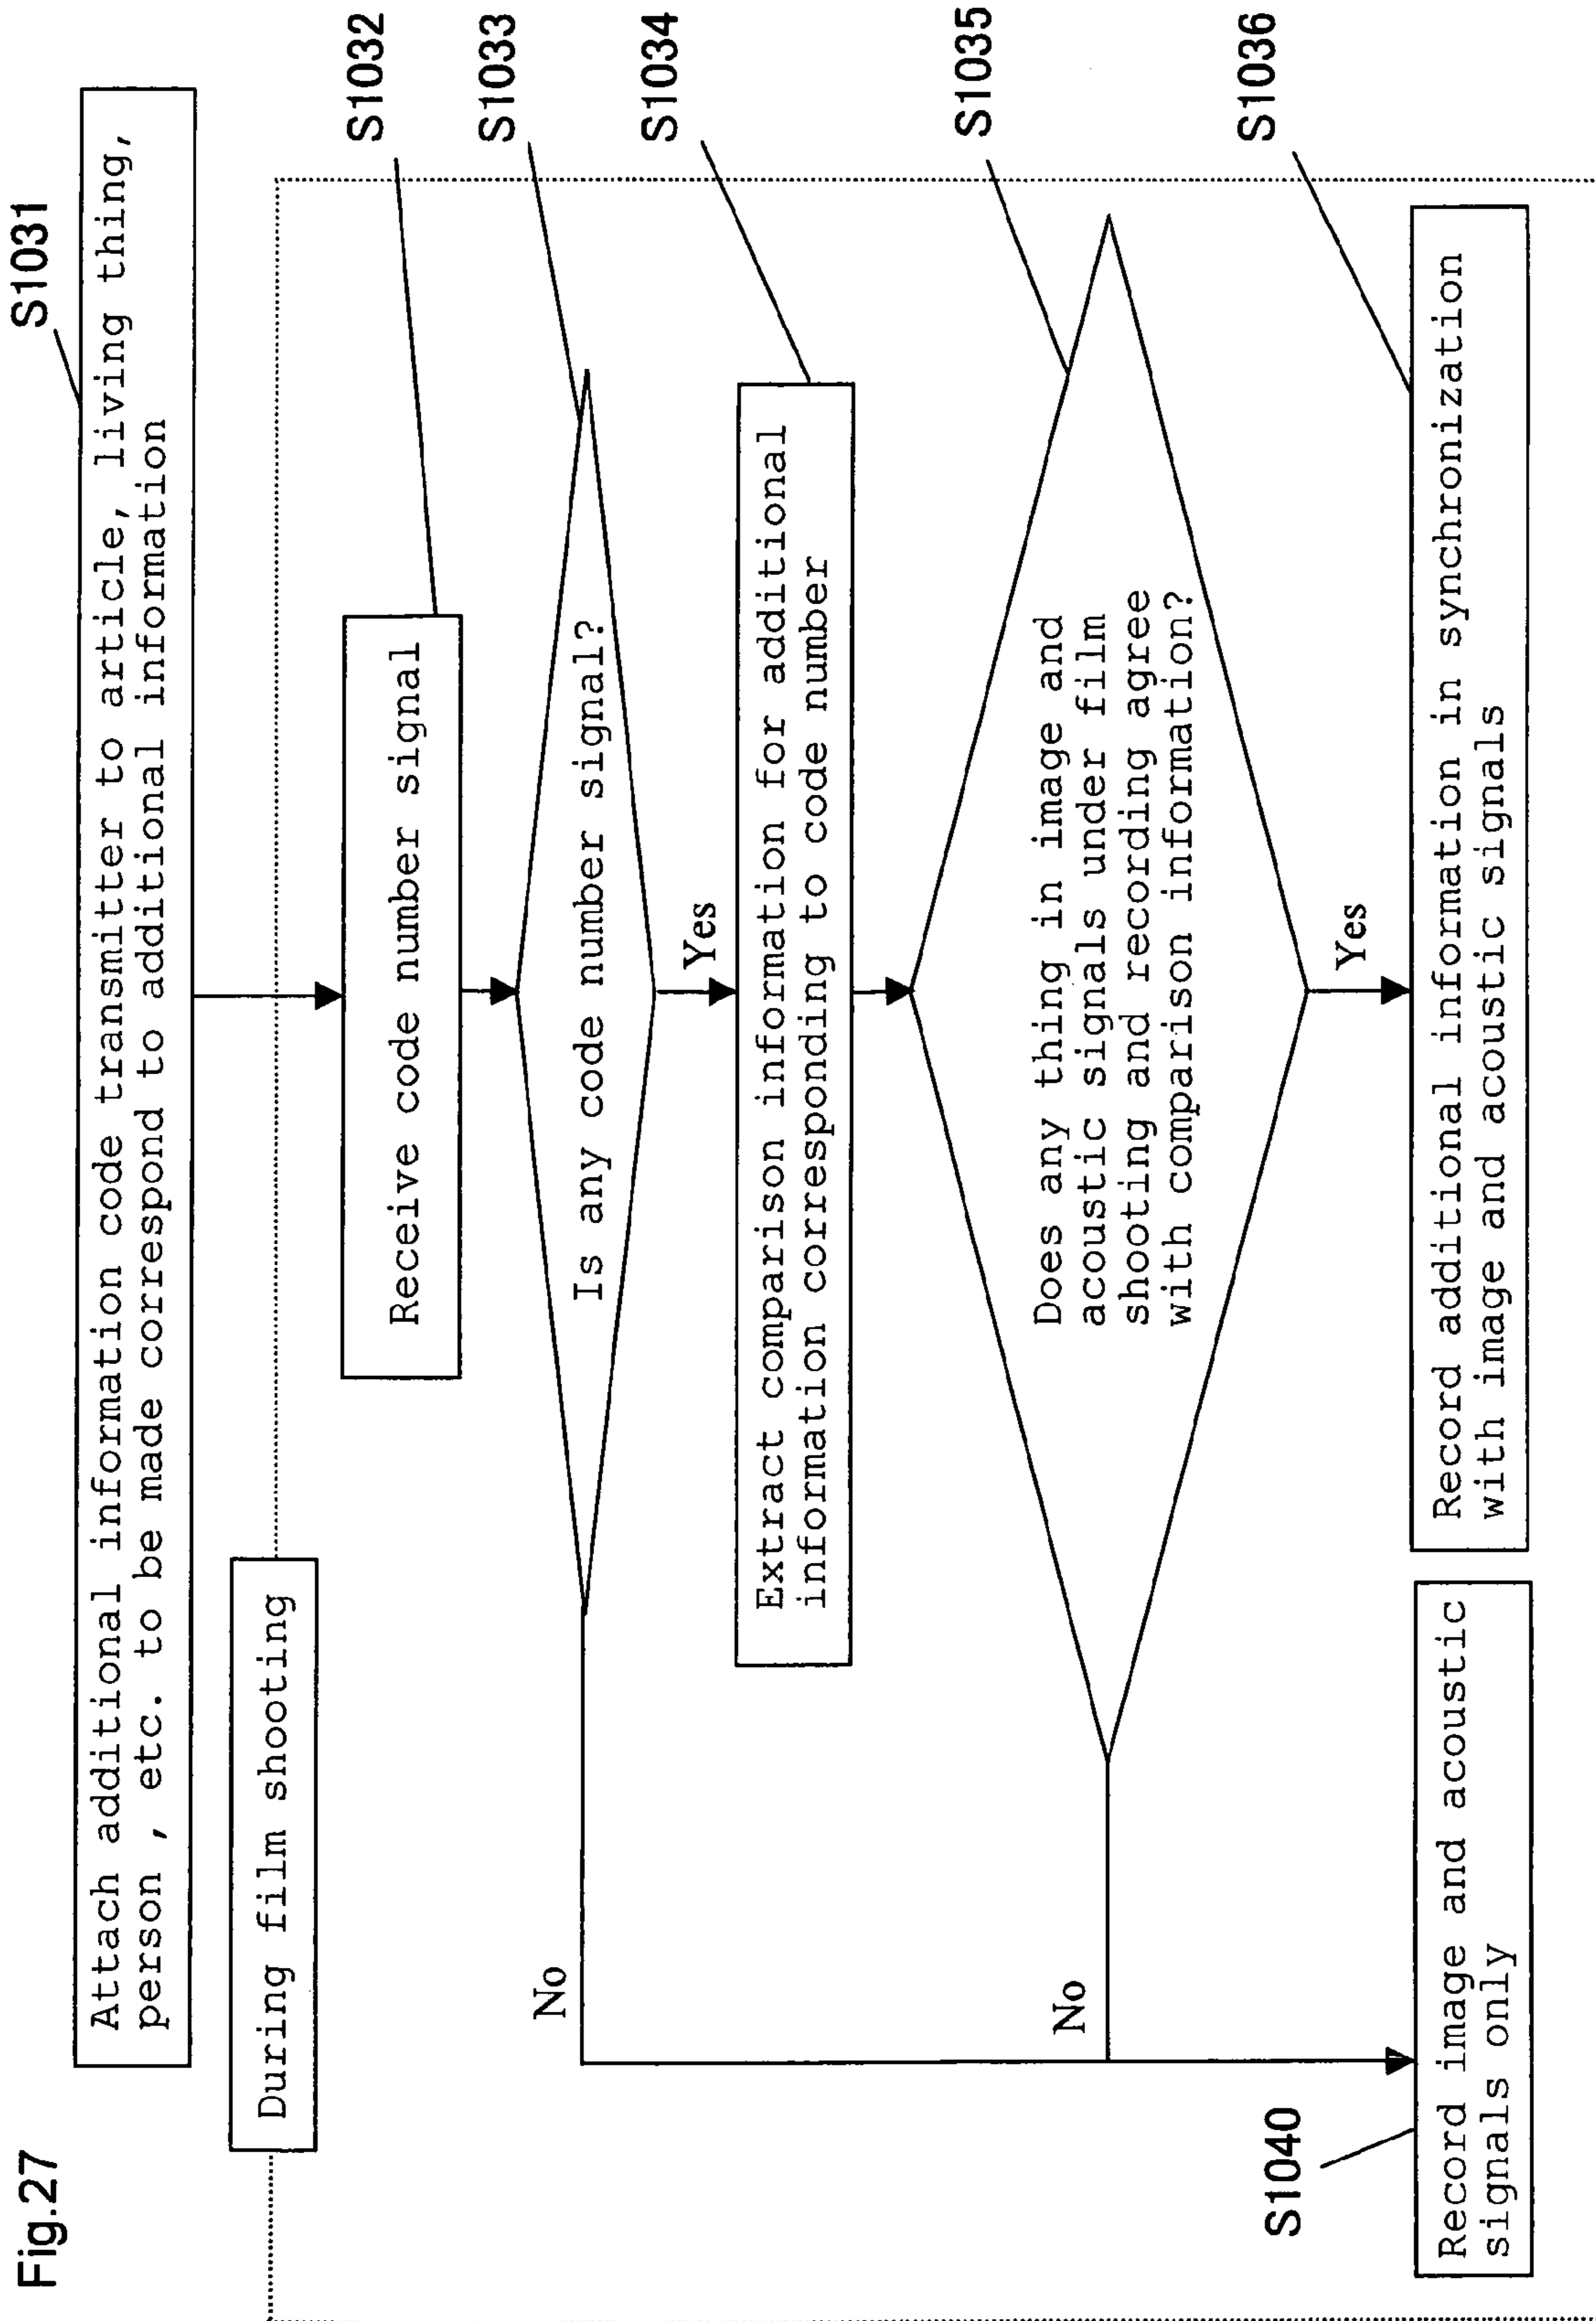 Fig.27
S1031
Attach additional information code transmitter to article, living thing,
person , etc. to be made correspond to additional information
During film shooting
S1032
Receive code number signal
S1033
Is any code number signal?
No
Yes
S1034
Extract comparison information for additional
information corresponding to code number
S1035
Does any thing in image and
acoustic signals under film
shooting and recording agree
with comparison information?
No
Yes
S1036
Record additional information in synchronization
with image and acoustic signals
S1040
Record image and acoustic
signals only